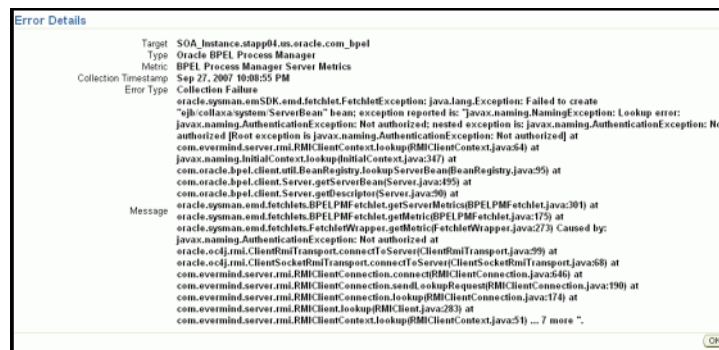 Error Details
Target SOA_Instance.stapp04.us.oracle.com_bpel
Type Oracle BPEL Process Manager
Metric BPEL Process Manager Server Metrics
Collection Timestamp Sep 27, 2007 10:08:55 PM
Error Type Collection Failure
Message
oracle.sysman.emSDK.emd.fetchlet.FetchletException: java.lang.Exception: Failed to create
"ejb/collaxa/system/ServerBean" bean; exception reported is: "javax.naming.NamingException: Lookup error:
javax.naming.AuthenticationException: Not authorized; nested exception is: javax.naming.AuthenticationException: No
authorized [Root exception is javax.naming.AuthenticationException: Not authorized] at
com.evermind.server.rmi.RMIClientContext.lookup(RMIClientContext.java:64) at
javax.naming.InitialContext.lookup(InitialContext.java:347) at
com.oracle.bpel.client.util.BeanRegistry.lookupServerBean(BeanRegistry.java:95) at
com.oracle.bpel.client.Server.getServerBean(Server.java:495) at
com.oracle.bpel.client.Server.getDescriptor(Server.java:90) at
oracle.sysman.emd.fetchlets.BPELPMFetchlet.getServerMetrics(BPELPMFetchlet.java:301) at
oracle.sysman.emd.fetchlets.BPELPMFetchlet.getMetric(BPELPMFetchlet.java:175) at
oracle.sysman.emd.fetchlets.FetchletWrapper.getMetric(FetchletWrapper.java:273) Caused by:
javax.naming.AuthenticationException: Not authorized at
oracle.oc4j.rmi.ClientRmiTransport.connectToServer(ClientRmiTransport.java:99) at
oracle.oc4j.rmi.ClientSocketRmiTransport.connectToServer(ClientSocketRmiTransport.java:68) at
com.evermind.server.rmi.RMIClientConnection.connect(RMIClientConnection.java:646) at
com.evermind.server.rmi.RMIClientConnection.sendLookupRequest(RMIClientConnection.java:190) at
com.evermind.server.rmi.RMIClientConnection.lookup(RMIClientConnection.java:174) at
com.evermind.server.rmi.RMIClient.lookup(RMIClient.java:283) at
com.evermind.server.rmi.RMIClientContext.lookup(RMIClientContext.java:51) ... 7 more ".
OK